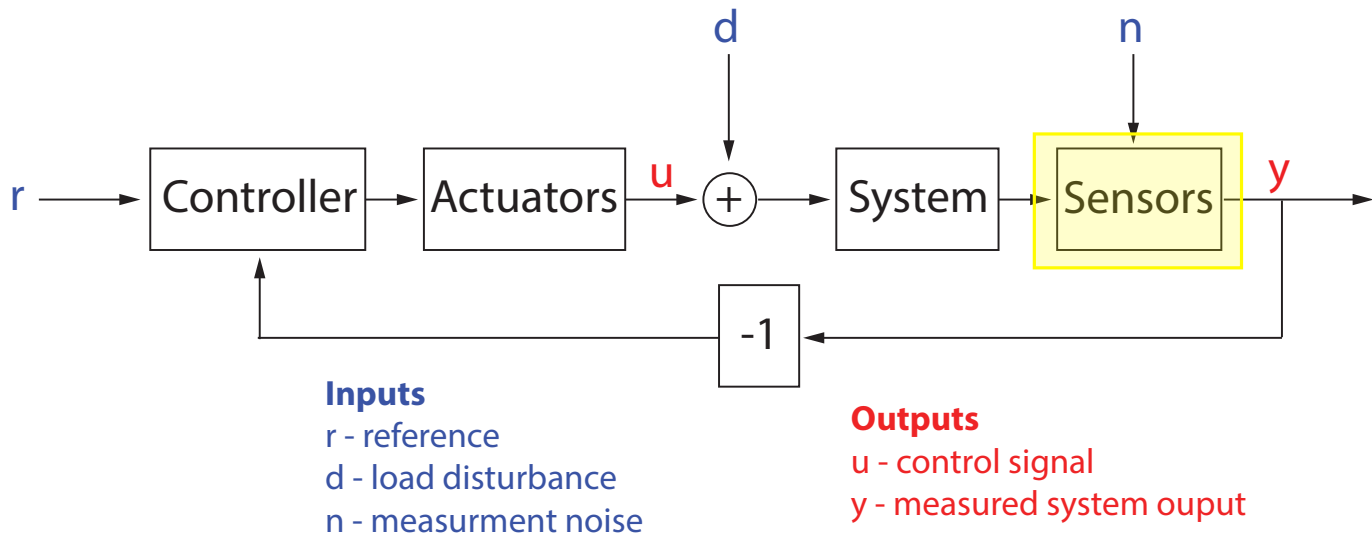 d
n
r
Controller
Actuators
u
+
System
Sensors
y
-1
Inputs
r - reference
d - load disturbance
n - measurment noise
Outputs
u - control signal
y - measured system ouput